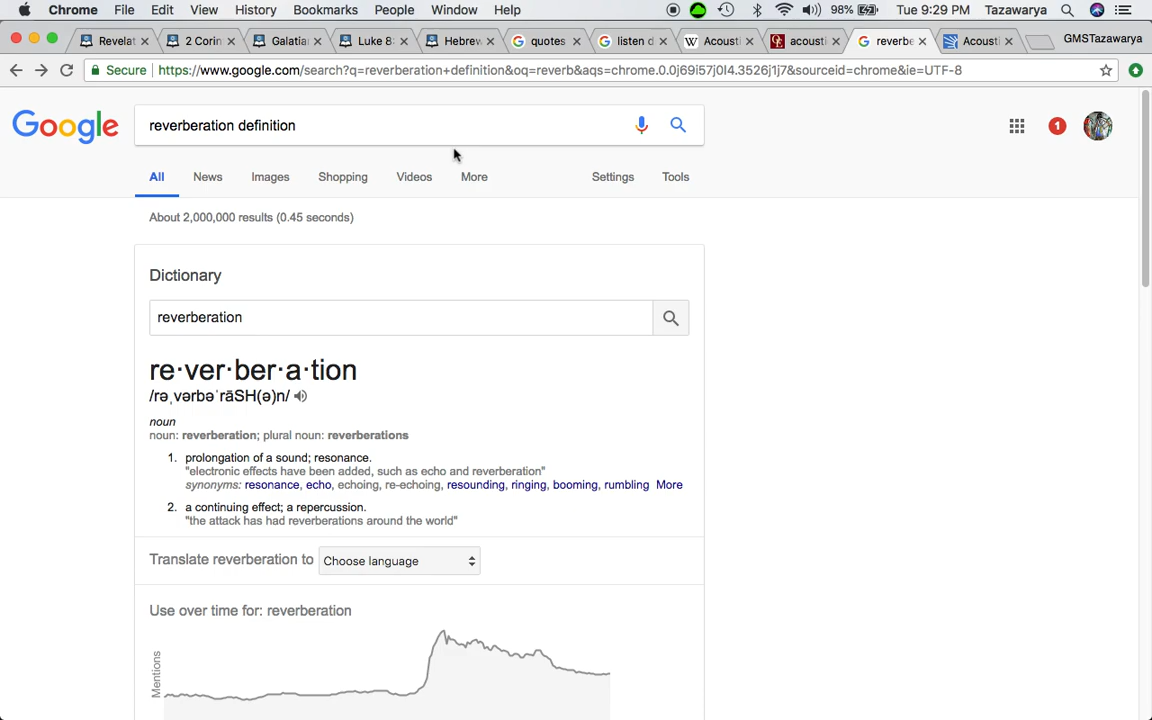 Chrome File Edit View History Bookmarks People Window Help 98% Tue 9:29 PM Tazawarya
Revelat 2 Corin Galatia Luke 8: Hebrew quotes listen d Acousti acousti reverbe Acousti GMSTazawarya
Secure https://www.google.com/search?q=reverberation+definition&oq=reverb&aqs=chrome.0.0j69i57j0l4.3526j1j7&sourceid=chrome&ie=UTF-8
Google reverberation definition 1
All News Images Shopping Videos More Settings Tools
About 2,000,000 results (0.45 seconds)
Dictionary
reverberation
re·ver·ber·a·tion
/rəˌvərbəˈrāSH(ə)n/
noun
noun: reverberation; plural noun: reverberations
1. prolongation of a sound; resonance.
"electronic effects have been added, such as echo and reverberation"
synonyms: resonance, echo, echoing, re-echoing, resounding, ringing, booming, rumbling More
2. a continuing effect; a repercussion.
"the attack has had reverberations around the world"
Translate reverberation to Choose language
Use over time for: reverberation
Mentions